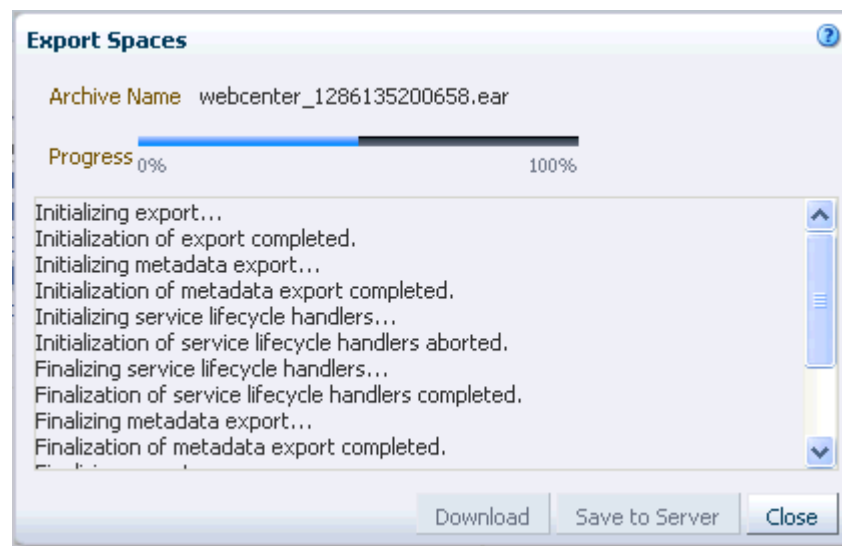 Export Spaces
Archive Name webcenter_1286135200658.ear
Progress 0% 100%
Initializing export...
Initialization of export completed.
Initializing metadata export...
Initialization of metadata export completed.
Initializing service lifecycle handlers...
Initialization of service lifecycle handlers aborted.
Finalizing service lifecycle handlers...
Finalization of service lifecycle handlers completed.
Finalizing metadata export...
Finalization of metadata export completed.
Download Save to Server Close